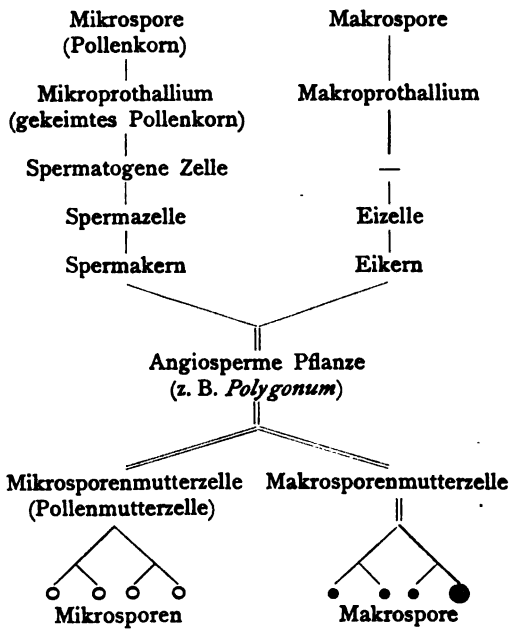 Mikrospore
(Pollenkorn)
Makrospore
Mikroprothallium
(gekeimtes Pollenkorn)
Makroprothallium
Spermatogene Zelle
—
Spermazelle
Eizelle
Spermakern
Eikern
Angiosperme Pflanze
(z. B. Polygonum)
Mikrosporenmutterzelle
(Pollenmutterzelle)
Makrosporenmutterzelle
Mikrosporen
Makrospore